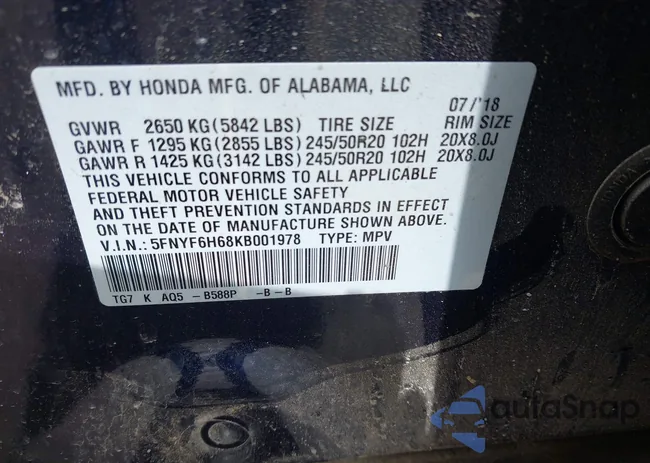 MFD. BY HONDA MFG. OF ALABAMA, LLC
07/'18
GVWR 2650 KG (5842 LBS) TIRE SIZE RIM SIZE
GAWR F 1295 KG (2855 LBS) 245/50R20 102H 20X8.0J
GAWR R 1425 KG (3142 LBS) 245/50R20 102H 20X8.0J
THIS VEHICLE CONFORMS TO ALL APPLICABLE
FEDERAL MOTOR VEHICLE SAFETY
AND THEFT PREVENTION STANDARDS IN EFFECT
ON THE DATE OF MANUFACTURE SHOWN ABOVE.
V.I.N.: 5FNYF6H68KB001978 TYPE: MPV
TG7 K AQ5 - B588P -B-B
autoSnap